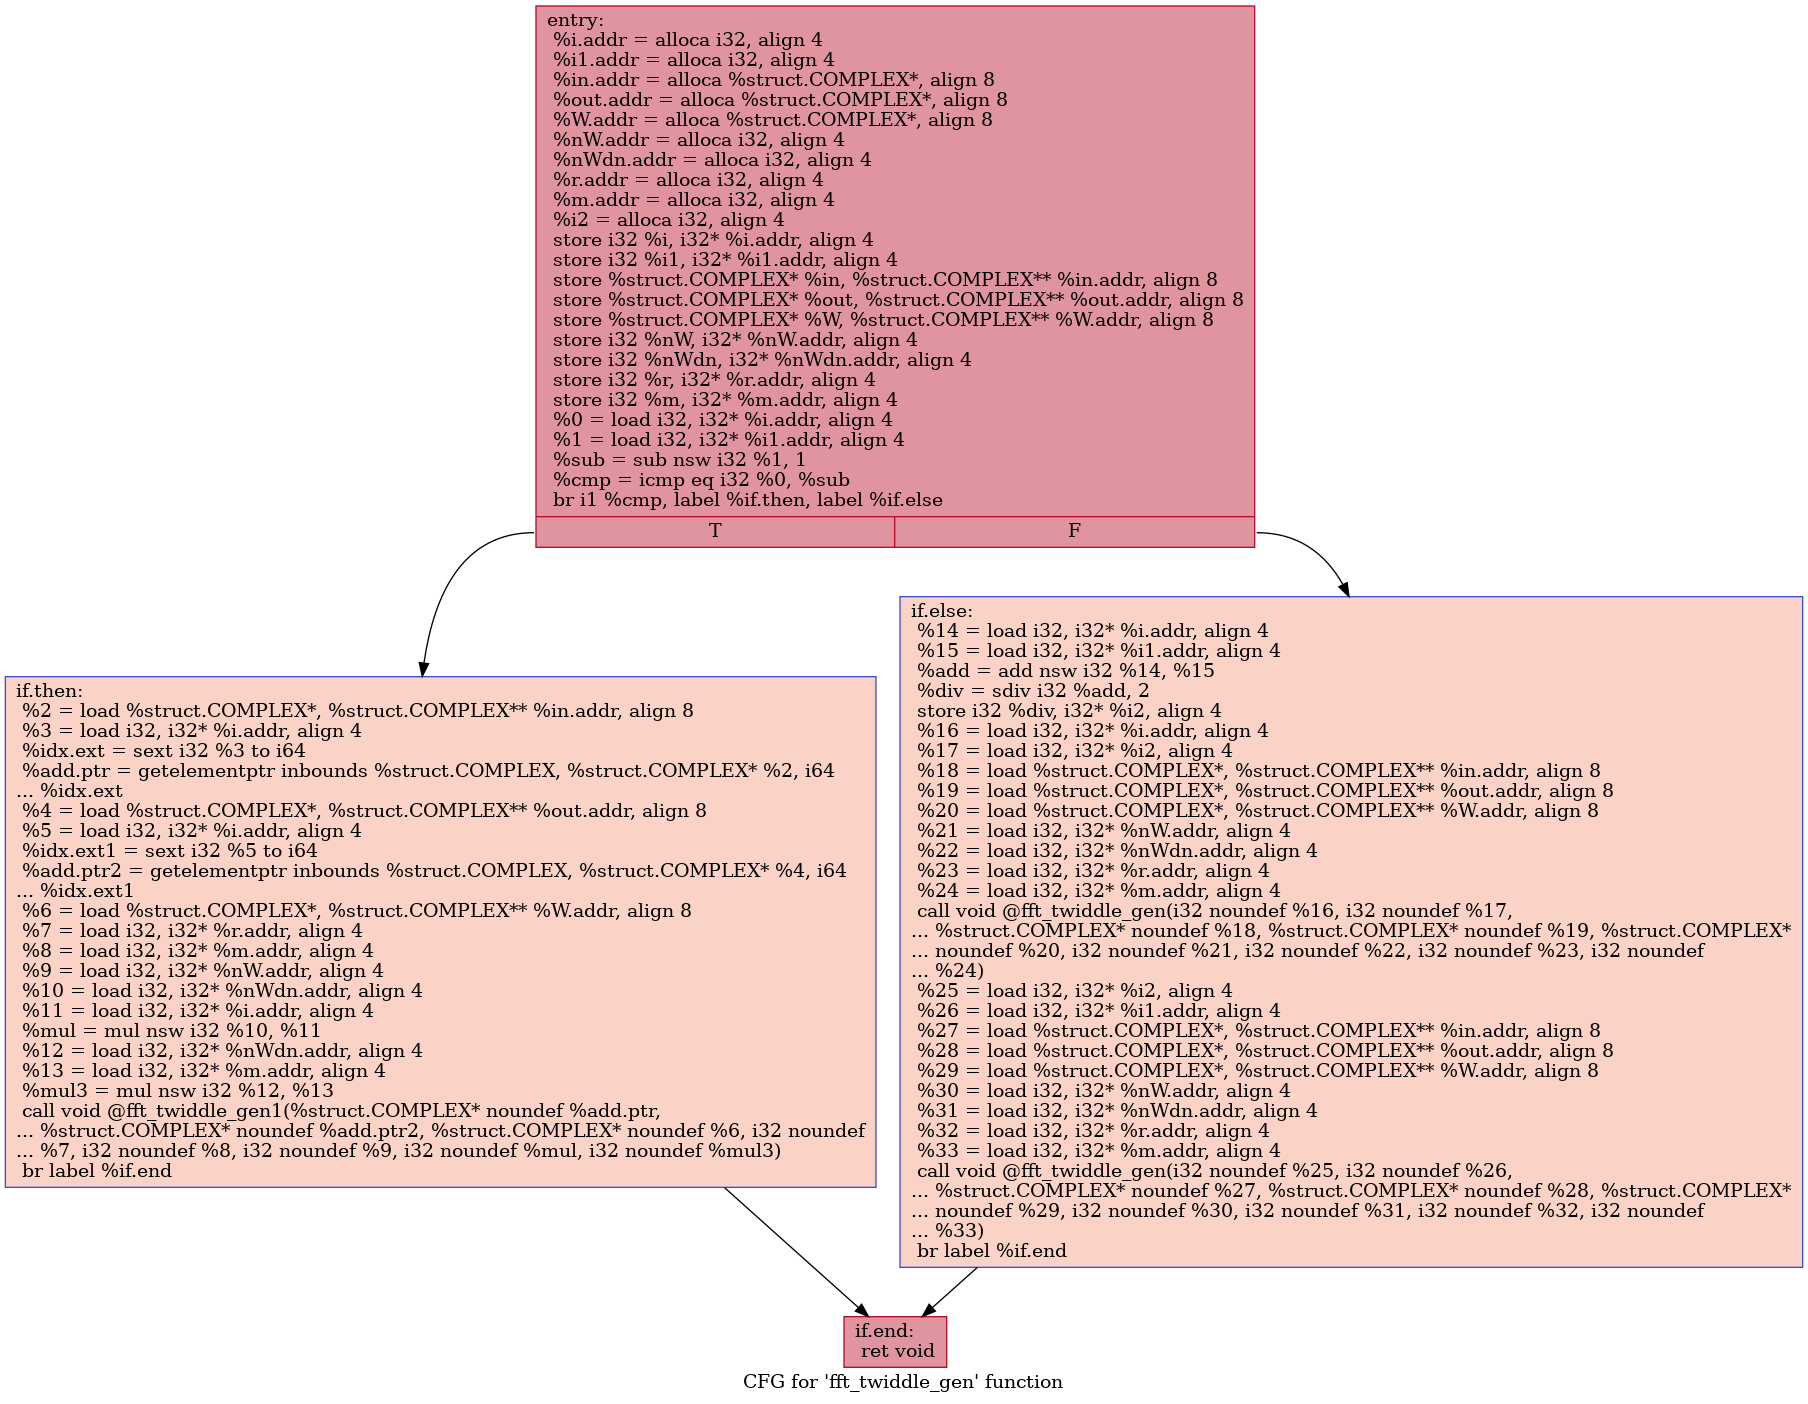 entry:
%i.addr = alloca i32, align 4
%i1.addr = alloca i32, align 4
%in.addr = alloca %struct.COMPLEX*, align 8
%out.addr = alloca %struct.COMPLEX*, align 8
%W.addr = alloca %struct.COMPLEX*, align 8
%nW.addr = alloca i32, align 4
%nWdn.addr = alloca i32, align 4
%r.addr = alloca i32, align 4
%m.addr = alloca i32, align 4
%i2 = alloca i32, align 4
store i32 %i, i32* %i.addr, align 4
store i32 %i1, i32* %i1.addr, align 4
store %struct.COMPLEX* %in, %struct.COMPLEX** %in.addr, align 8
store %struct.COMPLEX* %out, %struct.COMPLEX** %out.addr, align 8
store %struct.COMPLEX* %W, %struct.COMPLEX** %W.addr, align 8
store i32 %nW, i32* %nW.addr, align 4
store i32 %nWdn, i32* %nWdn.addr, align 4
store i32 %r, i32* %r.addr, align 4
store i32 %m, i32* %m.addr, align 4
%0 = load i32, i32* %i.addr, align 4
%1 = load i32, i32* %i1.addr, align 4
%sub = sub nsw i32 %1, 1
%cmp = icmp eq i32 %0, %sub
br i1 %cmp, label %if.then, label %if.else
T
F
if.then:
%2 = load %struct.COMPLEX*, %struct.COMPLEX** %in.addr, align 8
%3 = load i32, i32* %i.addr, align 4
%idx.ext = sext i32 %3 to i64
%add.ptr = getelementptr inbounds %struct.COMPLEX, %struct.COMPLEX* %2, i64
... %idx.ext
%4 = load %struct.COMPLEX*, %struct.COMPLEX** %out.addr, align 8
%5 = load i32, i32* %i.addr, align 4
%idx.ext1 = sext i32 %5 to i64
%add.ptr2 = getelementptr inbounds %struct.COMPLEX, %struct.COMPLEX* %4, i64
... %idx.ext1
%6 = load %struct.COMPLEX*, %struct.COMPLEX** %W.addr, align 8
%7 = load i32, i32* %r.addr, align 4
%8 = load i32, i32* %m.addr, align 4
%9 = load i32, i32* %nW.addr, align 4
%10 = load i32, i32* %nWdn.addr, align 4
%11 = load i32, i32* %i.addr, align 4
%mul = mul nsw i32 %10, %11
%12 = load i32, i32* %nWdn.addr, align 4
%13 = load i32, i32* %m.addr, align 4
%mul3 = mul nsw i32 %12, %13
call void @fft_twiddle_gen1(%struct.COMPLEX* noundef %add.ptr,
... %struct.COMPLEX* noundef %add.ptr2, %struct.COMPLEX* noundef %6, i32 noundef
... %7, i32 noundef %8, i32 noundef %9, i32 noundef %mul, i32 noundef %mul3)
br label %if.end
if.else:
%14 = load i32, i32* %i.addr, align 4
%15 = load i32, i32* %i1.addr, align 4
%add = add nsw i32 %14, %15
%div = sdiv i32 %add, 2
store i32 %div, i32* %i2, align 4
%16 = load i32, i32* %i.addr, align 4
%17 = load i32, i32* %i2, align 4
%18 = load %struct.COMPLEX*, %struct.COMPLEX** %in.addr, align 8
%19 = load %struct.COMPLEX*, %struct.COMPLEX** %out.addr, align 8
%20 = load %struct.COMPLEX*, %struct.COMPLEX** %W.addr, align 8
%21 = load i32, i32* %nW.addr, align 4
%22 = load i32, i32* %nWdn.addr, align 4
%23 = load i32, i32* %r.addr, align 4
%24 = load i32, i32* %m.addr, align 4
call void @fft_twiddle_gen(i32 noundef %16, i32 noundef %17,
... %struct.COMPLEX* noundef %18, %struct.COMPLEX* noundef %19, %struct.COMPLEX*
... noundef %20, i32 noundef %21, i32 noundef %22, i32 noundef %23, i32 noundef
... %24)
%25 = load i32, i32* %i2, align 4
%26 = load i32, i32* %i1.addr, align 4
%27 = load %struct.COMPLEX*, %struct.COMPLEX** %in.addr, align 8
%28 = load %struct.COMPLEX*, %struct.COMPLEX** %out.addr, align 8
%29 = load %struct.COMPLEX*, %struct.COMPLEX** %W.addr, align 8
%30 = load i32, i32* %nW.addr, align 4
%31 = load i32, i32* %nWdn.addr, align 4
%32 = load i32, i32* %r.addr, align 4
%33 = load i32, i32* %m.addr, align 4
call void @fft_twiddle_gen(i32 noundef %25, i32 noundef %26,
... %struct.COMPLEX* noundef %27, %struct.COMPLEX* noundef %28, %struct.COMPLEX*
... noundef %29, i32 noundef %30, i32 noundef %31, i32 noundef %32, i32 noundef
... %33)
br label %if.end
if.end:
ret void
CFG for 'fft_twiddle_gen' function